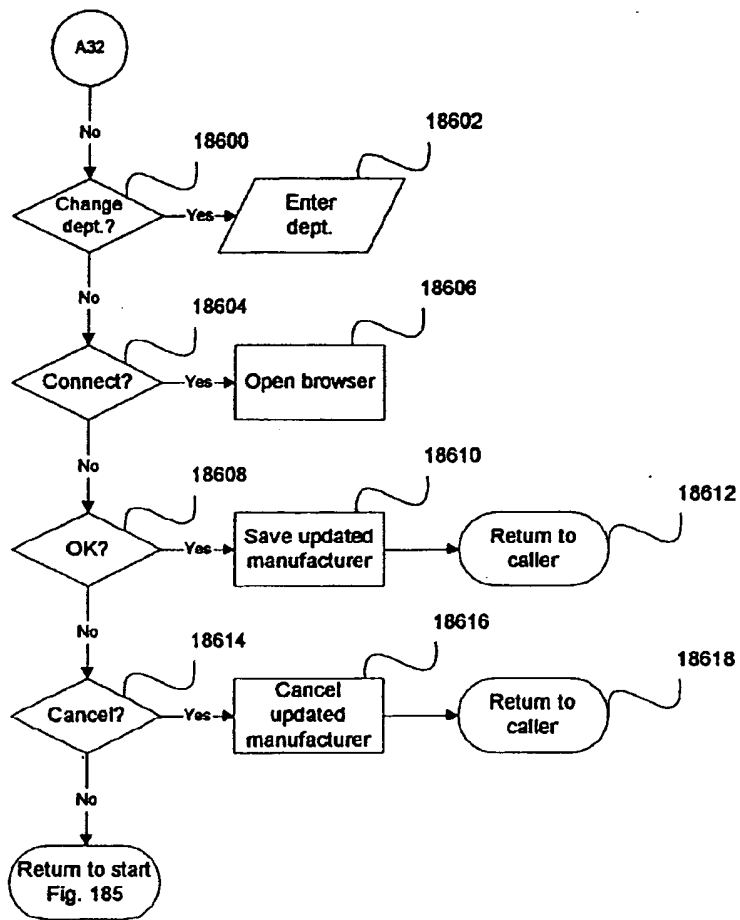 A32
No
18600
18602
Change
dept.?
Yes
Enter
dept.
No
18604
18606
Connect?
Yes
Open browser
No
18608
18610
18612
OK?
Yes
Save updated
manufacturer
Return to
caller
No
18614
18616
18618
Cancel?
Yes
Cancel
updated
manufacturer
Return to
caller
No
Return to start
Fig. 185